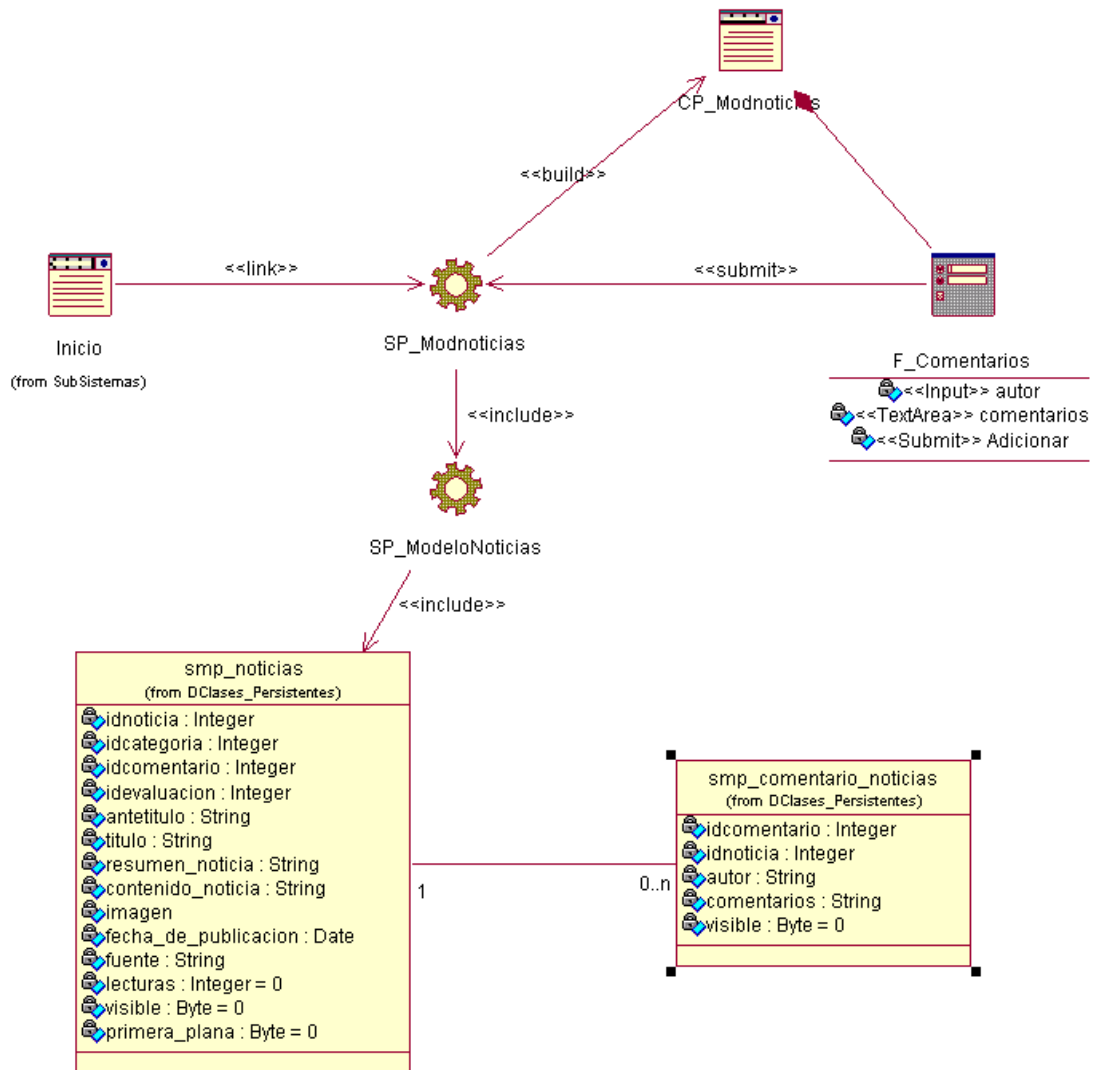 CP_Modnoticias
<<build>>
<<link>>
<<submit>>
Inicio
(from SubSistemas)
SP_Modnoticias
F_Comentarios
<<Input>> autor
<<TextArea>> comentarios
<<Submit>> Adicionar
<<include>>
SP_ModeloNoticias
<<include>>
smp_noticias
(from DClases_Persistentes)
idnoticia : Integer
idcategoria : Integer
idcomentario : Integer
idevaluacion : Integer
antetitulo : String
titulo : String
resumen_noticia : String
contenido_noticia : String
imagen
fecha_de_publicacion : Date
fuente : String
lecturas : Integer = 0
visible : Byte = 0
primera_plana : Byte = 0
1
0..n
smp_comentario_noticias
(from DClases_Persistentes)
idcomentario : Integer
idnoticia : Integer
autor : String
comentarios : String
visible : Byte = 0